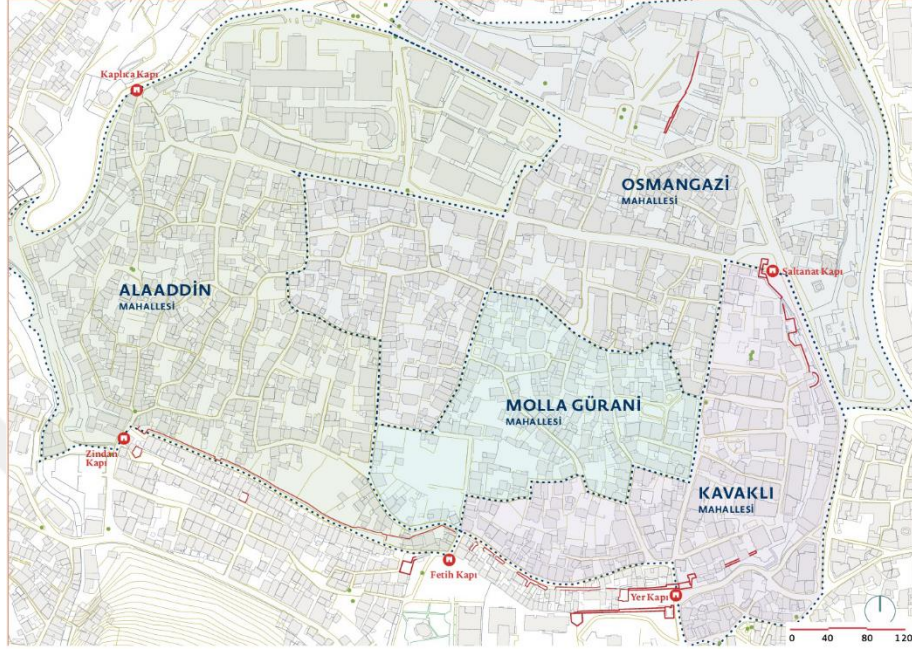 Kaplıca Kapı
OSMANGAZİ
MAHALLESİ
Saltanat Kapı
ALAADDİN
MAHALLESİ
MOLLA GÜRANİ
MAHALLESİ
Zindan
Kapı
KAVAKLI
MAHALLESİ
Fetih Kapı
Yer Kapı
0 40 80 120